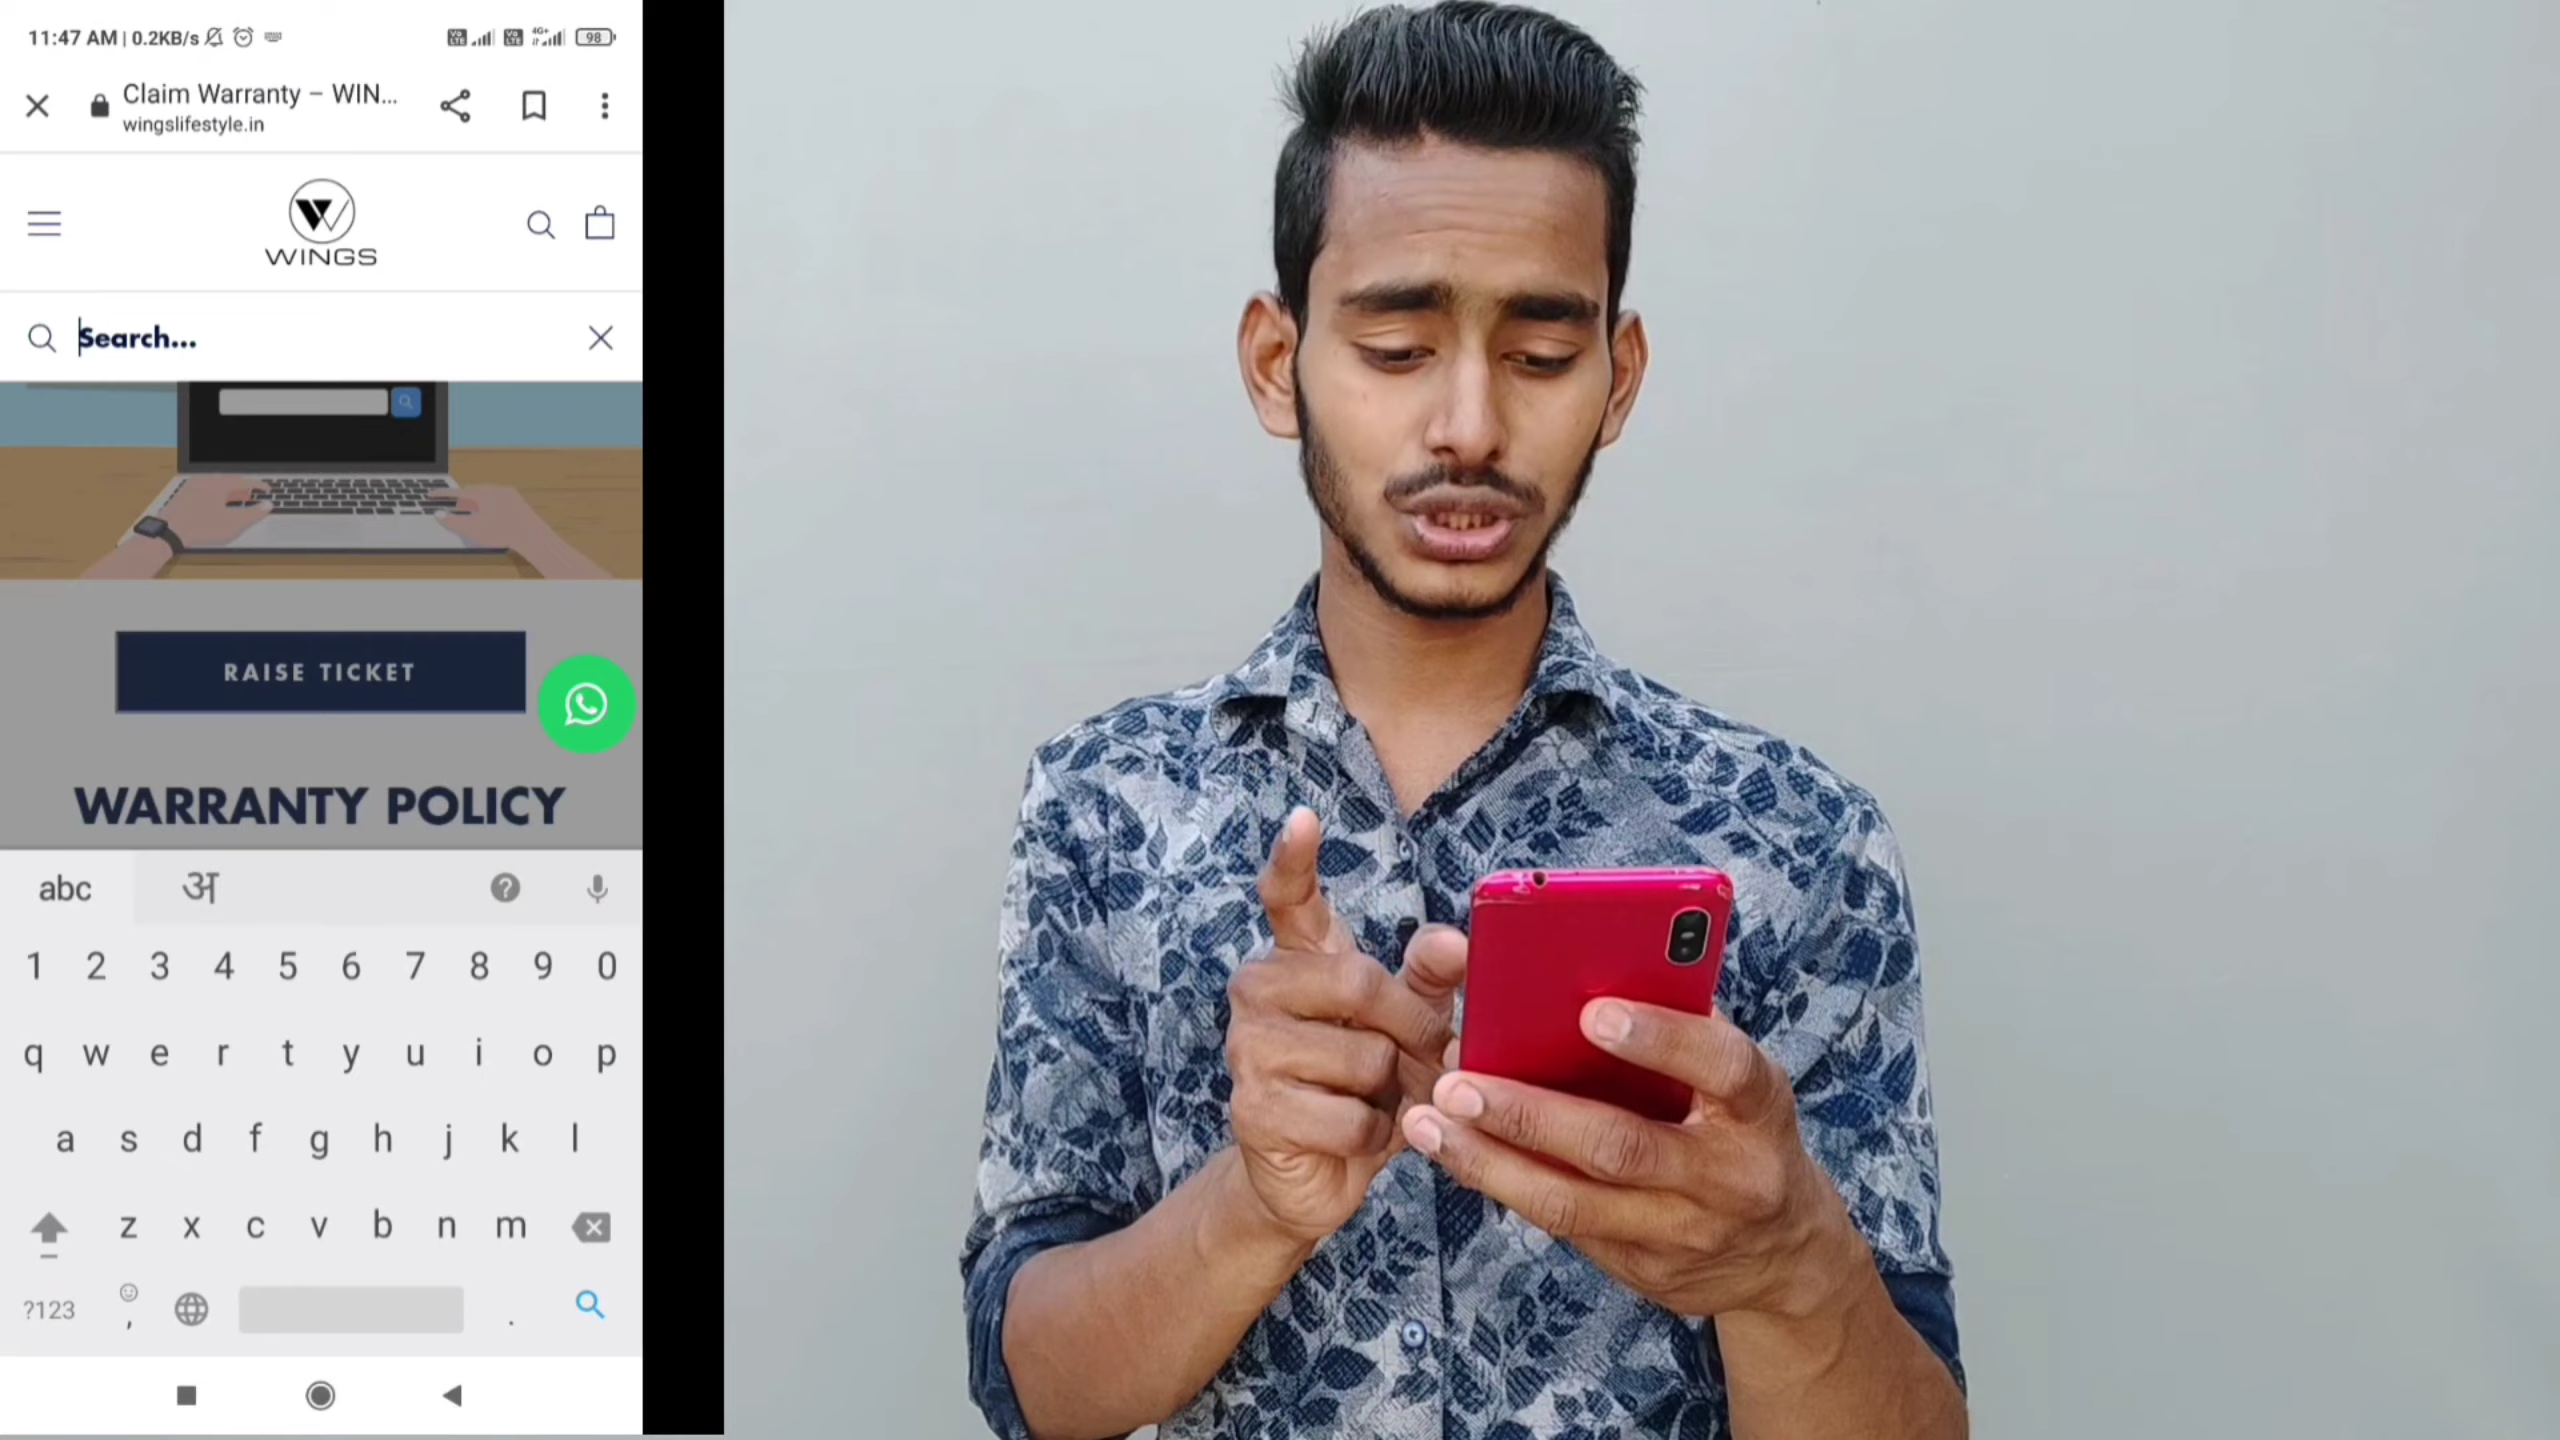 11:47 AM | 0.2KB/s
4G+
98
Claim Warranty – WIN...
wingslifestyle.in
WINGS
Search...
RAISE TICKET
WARRANTY POLICY
abc अ
1 2 3 4 5 6 7 8 9 0
q w e r t y u i o p
a s d f g h j k l
z x c v b n m
?123 , .